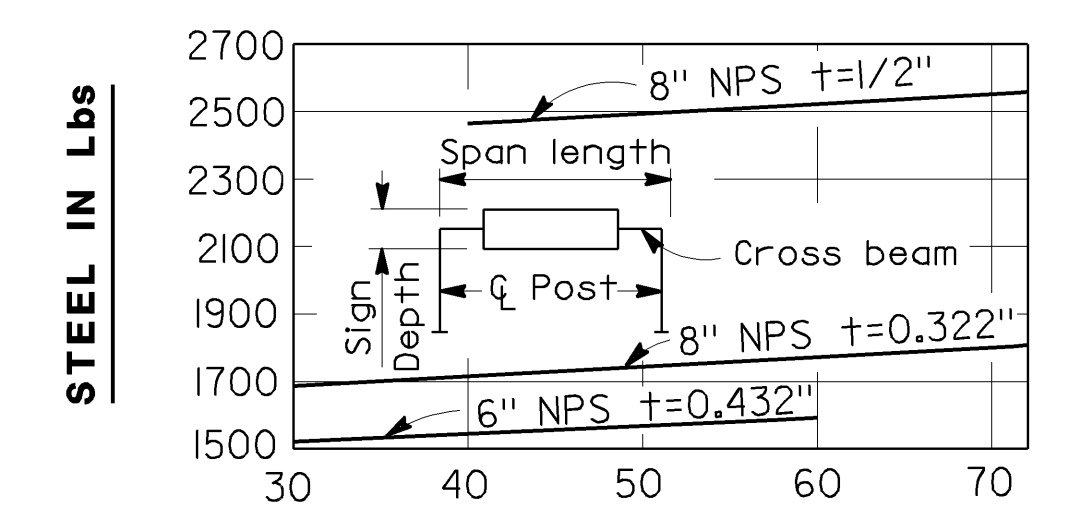 STEEL IN Lbs
2700
2500
2300
2100
1900
1700
1500
30 40 50 60 70
8" NPS t=1/2"
Span length
Cross beam
℄ Post
Sign
Depth
8" NPS t=0.322"
6" NPS t=0.432"